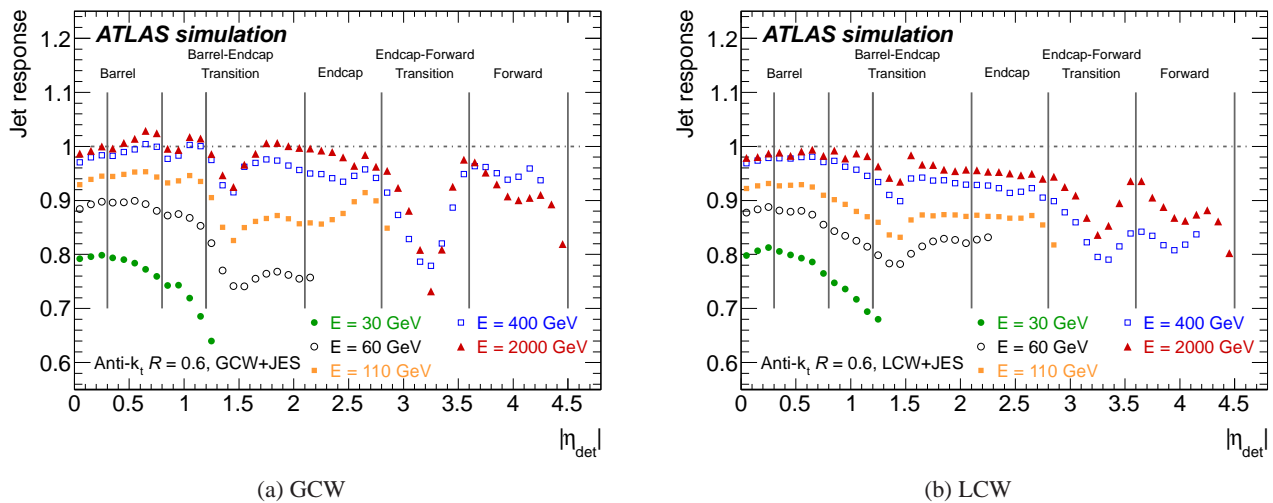 ATLAS simulation
Barrel-Endcap
Endcap-Forward
Barrel
Transition
Endcap
Transition
Forward
Jet response
1.2
1.1
1
0.9
0.8
0.7
0.6
E = 30 GeV
E = 400 GeV
E = 60 GeV
E = 2000 GeV
Anti-kt R = 0.6, GCW+JES
E = 110 GeV
0 0.5 1 1.5 2 2.5 3 3.5 4 4.5
|ηdet|
(a) GCW
ATLAS simulation
Barrel-Endcap
Endcap-Forward
Barrel
Transition
Endcap
Transition
Forward
Jet response
1.2
1.1
1
0.9
0.8
0.7
0.6
E = 30 GeV
E = 400 GeV
E = 60 GeV
E = 2000 GeV
Anti-kt R = 0.6, LCW+JES
E = 110 GeV
0 0.5 1 1.5 2 2.5 3 3.5 4 4.5
|ηdet|
(b) LCW